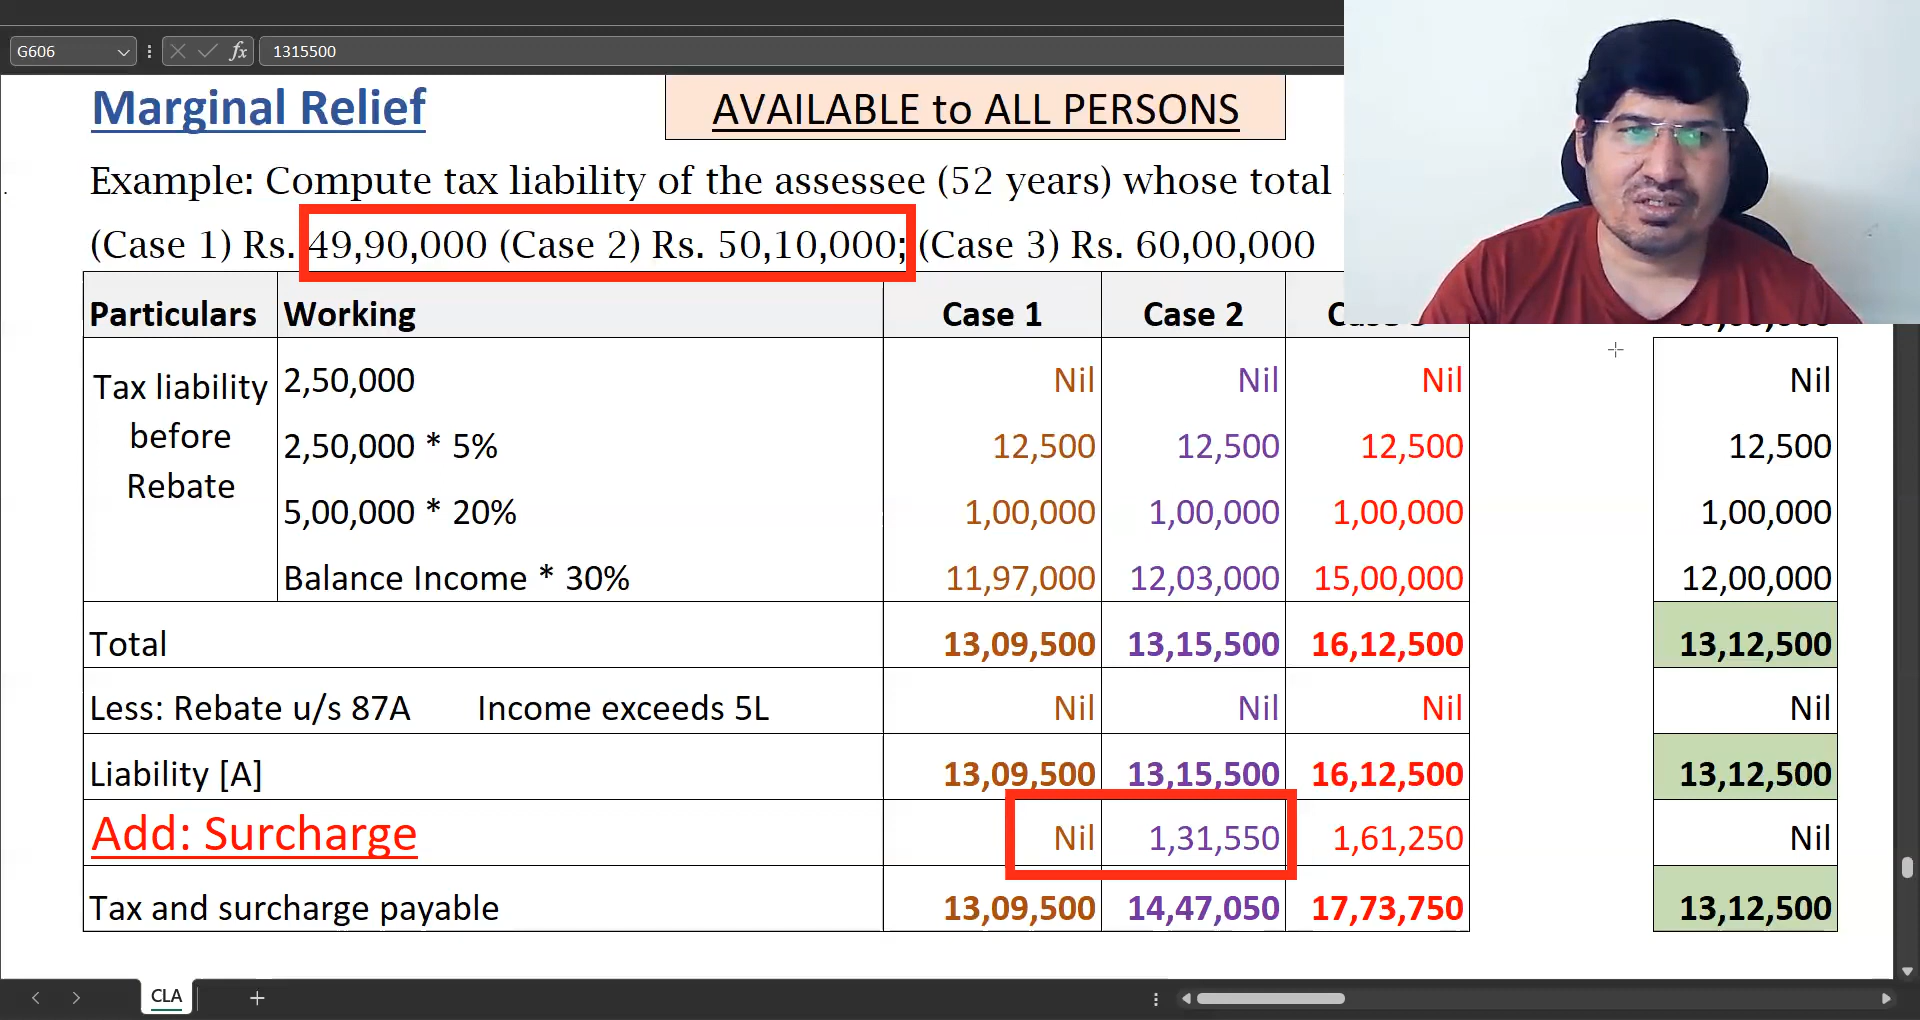 G606
fx
1315500
Marginal Relief
AVAILABLE to ALL PERSONS
Example: Compute tax liability of the assessee (52 years) whose total
(Case 1) Rs. 49,90,000 (Case 2) Rs. 50,10,000; (Case 3) Rs. 60,00,000
Particulars Working Case 1 Case 2
Tax liability before Rebate
2,50,000 Nil Nil Nil Nil
2,50,000 * 5% 12,500 12,500 12,500 12,500
5,00,000 * 20% 1,00,000 1,00,000 1,00,000 1,00,000
Balance Income * 30% 11,97,000 12,03,000 15,00,000 12,00,000
Total 13,09,500 13,15,500 16,12,500 13,12,500
Less: Rebate u/s 87A Income exceeds 5L Nil Nil Nil Nil
Liability [A] 13,09,500 13,15,500 16,12,500 13,12,500
Add: Surcharge Nil 1,31,550 1,61,250 Nil
Tax and surcharge payable 13,09,500 14,47,050 17,73,750 13,12,500
CLA